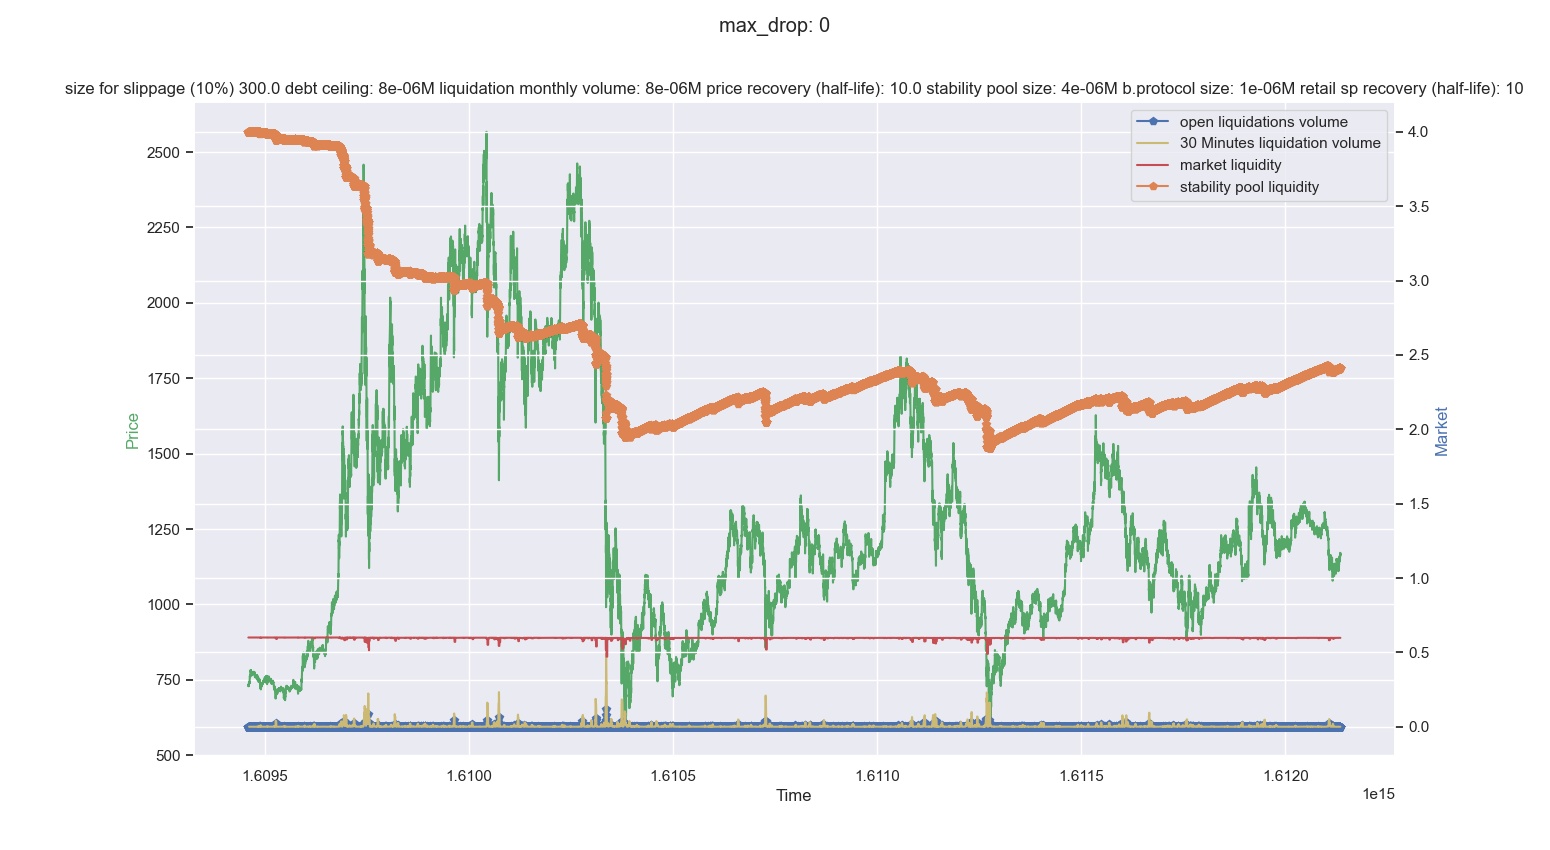 max_drop: 0
size for slippage (10%) 300.0 debt ceiling: 8e-06M liquidation monthly volume: 8e-06M price recovery (half-life): 10.0 stability pool size: 4e-06M b.protocol size: 1e-06M retail sp recovery (half-life): 10
open liquidations volume
30 Minutes liquidation volume
market liquidity
stability pool liquidity
2500
2250
2000
1750
1500
1250
1000
750
500
Price
4.0
3.5
3.0
2.5
2.0
1.5
1.0
0.5
0.0
Market
1.6095 1.6100 1.6105 1.6110 1.6115 1.6120
Time
1e15